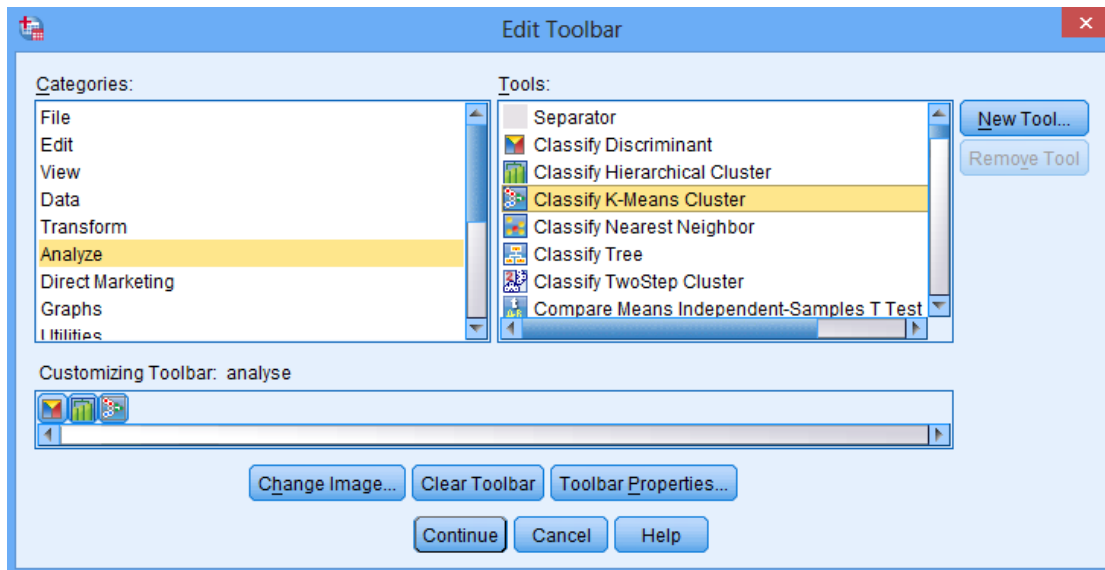 Edit Toolbar
Categories:
File
Edit
View
Data
Transform
Analyze
Direct Marketing
Graphs
Utilities
Tools:
Separator
Classify Discriminant
Classify Hierarchical Cluster
Classify K-Means Cluster
Classify Nearest Neighbor
Classify Tree
Classify TwoStep Cluster
Compare Means Independent-Samples T Test
New Tool...
Remove Tool
Customizing Toolbar: analyse
Change Image... Clear Toolbar Toolbar Properties...
Continue Cancel Help